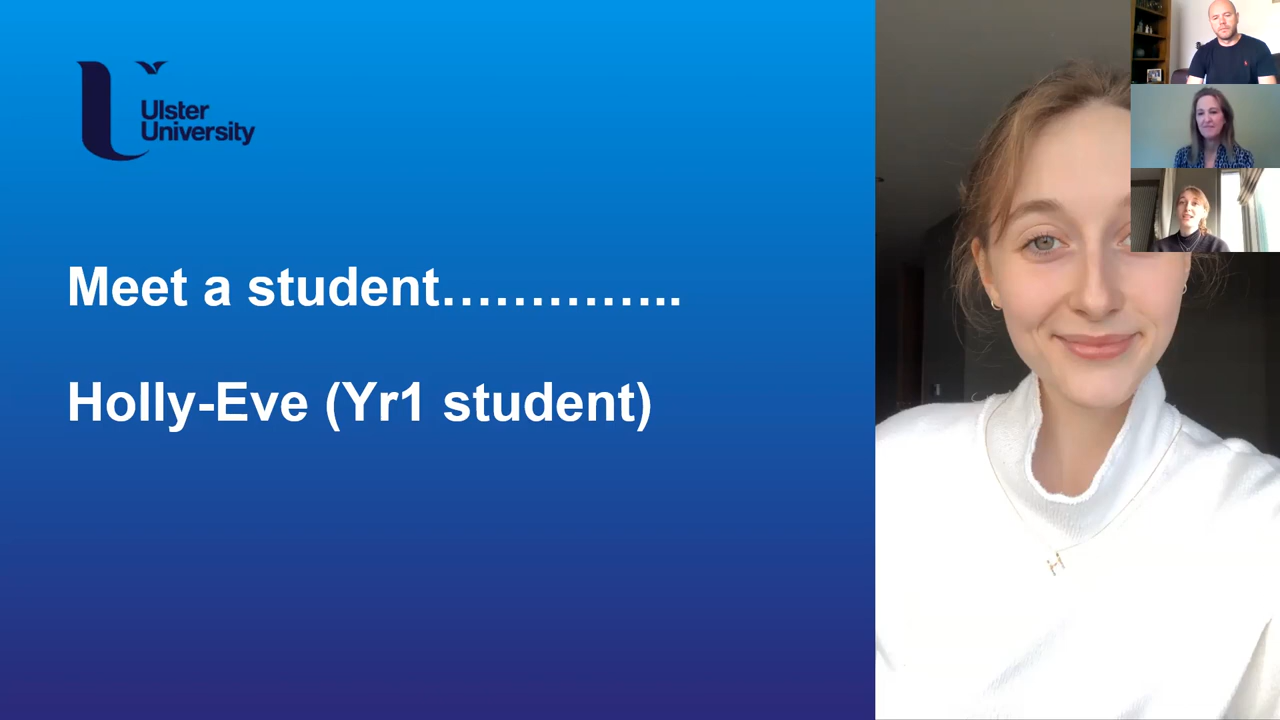 Ulster
University
Meet a student…………..
Holly-Eve (Yr1 student)
H